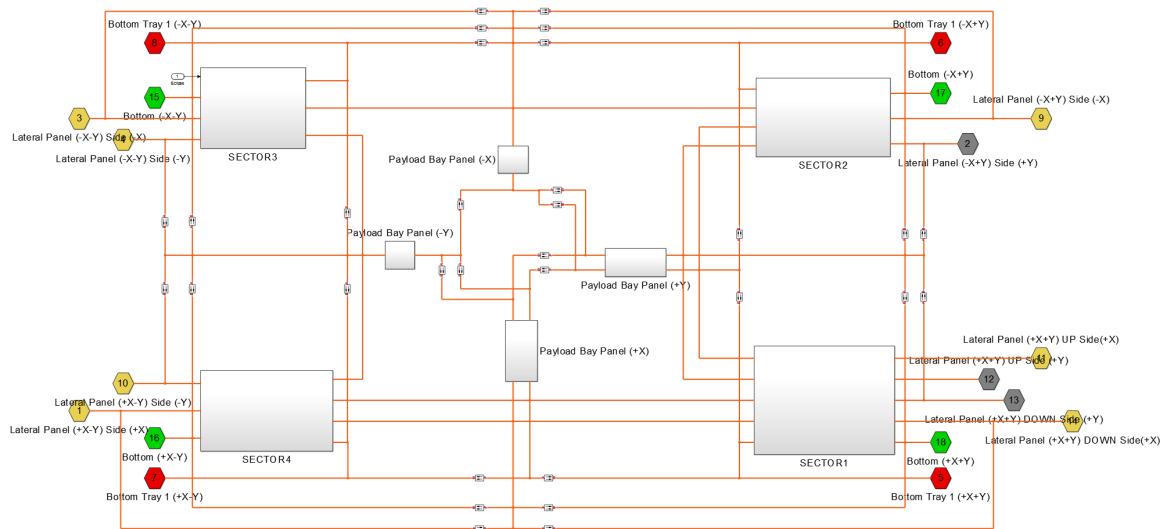 Bottom Tray 1 (-X-Y)
8
Bottom Tray 1 (-X+Y)
6
1
15
Bottom (-X-Y)
Bottom (-X+Y)
17
3
Lateral Panel (-X-Y) Side (-X)
4
Lateral Panel (-X-Y) Side (-Y)
SECTOR3
Lateral Panel (-X+Y) Side (-X)
9
2
Lateral Panel (-X+Y) Side (+Y)
SECTOR2
Payload Bay Panel (-X)
Payload Bay Panel (-Y)
Payload Bay Panel (+Y)
Payload Bay Panel (+X)
Lateral Panel (+X+Y) UP Side(+X)
11
Lateral Panel (+X+Y) UP Side (+Y)
12
13
Lateral Panel (+X+Y) DOWN Side (+Y)
14
Lateral Panel (+X+Y) DOWN Side(+X)
10
Lateral Panel (+X-Y) Side (-Y)
1
Lateral Panel (+X-Y) Side (+X)
16
Bottom (+X-Y)
SECTOR4
SECTOR1
18
Bottom (+X+Y)
7
Bottom Tray 1 (+X-Y)
5
Bottom Tray 1 (+X+Y)